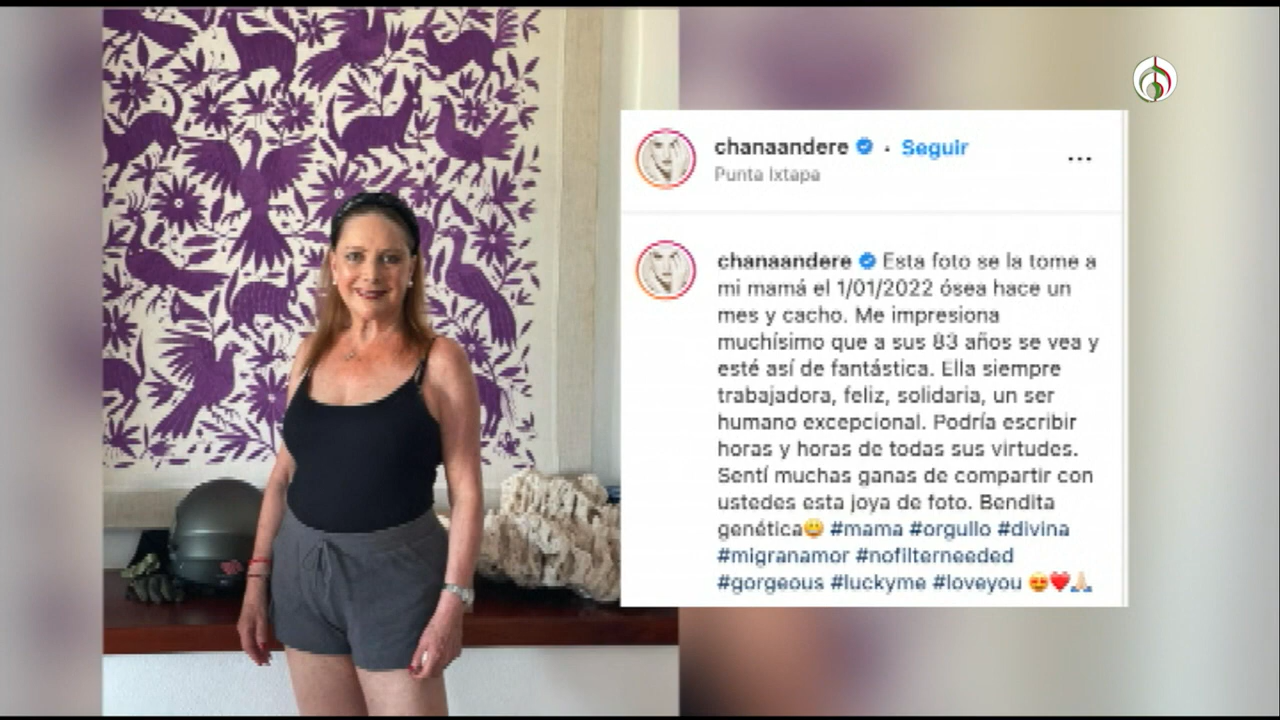 chanaandere · Seguir
Punta Ixtapa
chanaandere Esta foto se la tome a
mi mamá el 1/01/2022 ósea hace un
mes y cacho. Me impresiona
muchísimo que a sus 83 años se vea y
esté así de fantástica. Ella siempre
trabajadora, feliz, solidaria, un ser
humano excepcional. Podría escribir
horas y horas de todas sus virtudes.
Sentí muchas ganas de compartir con
ustedes esta joya de foto. Bendita
genética😀 #mama #orgullo #divina
#migranamor #nofilterneeded
#gorgeous #luckyme #loveyou 😍❤️🙏🏻